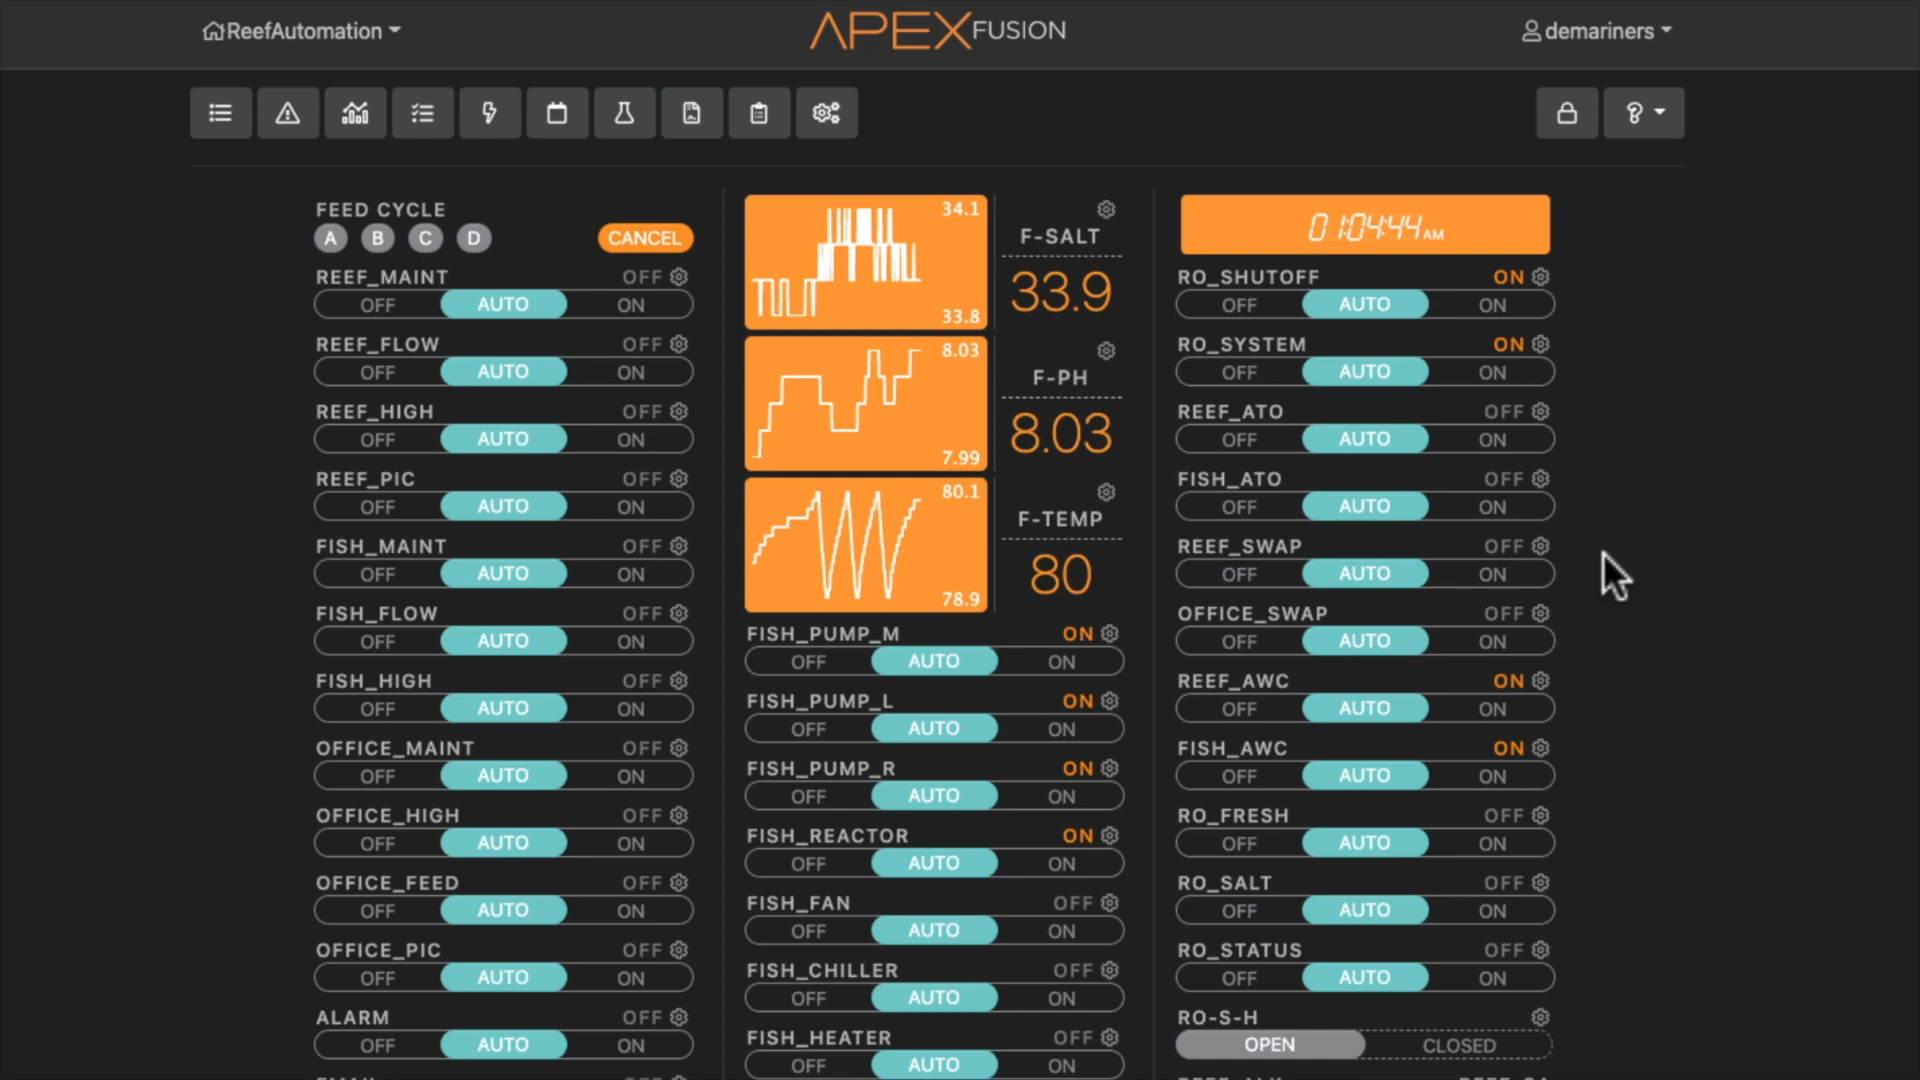 ReefAutomation
APEX FUSION
demariners
FEED CYCLE
A B C D CANCEL
REEF_MAINT OFF
OFF AUTO ON
REEF_FLOW OFF
OFF AUTO ON
REEF_HIGH OFF
OFF AUTO ON
REEF_PIC OFF
OFF AUTO ON
FISH_MAINT OFF
OFF AUTO ON
FISH_FLOW OFF
OFF AUTO ON
FISH_HIGH OFF
OFF AUTO ON
OFFICE_MAINT OFF
OFF AUTO ON
OFFICE_HIGH OFF
OFF AUTO ON
OFFICE_FEED OFF
OFF AUTO ON
OFFICE_PIC OFF
OFF AUTO ON
ALARM OFF
OFF AUTO ON
34.1
33.8
F-SALT
33.9
8.03
7.99
F-PH
8.03
80.1
78.9
F-TEMP
80
FISH_PUMP_M ON
OFF AUTO ON
FISH_PUMP_L ON
OFF AUTO ON
FISH_PUMP_R ON
OFF AUTO ON
FISH_REACTOR ON
OFF AUTO ON
FISH_FAN OFF
OFF AUTO ON
FISH_CHILLER OFF
OFF AUTO ON
FISH_HEATER OFF
OFF AUTO ON
01:04:44 AM
RO_SHUTOFF ON
OFF AUTO ON
RO_SYSTEM ON
OFF AUTO ON
REEF_ATO OFF
OFF AUTO ON
FISH_ATO OFF
OFF AUTO ON
REEF_SWAP OFF
OFF AUTO ON
OFFICE_SWAP OFF
OFF AUTO ON
REEF_AWC ON
OFF AUTO ON
FISH_AWC ON
OFF AUTO ON
RO_FRESH OFF
OFF AUTO ON
RO_SALT OFF
OFF AUTO ON
RO_STATUS OFF
OFF AUTO ON
RO-S-H
OPEN CLOSED